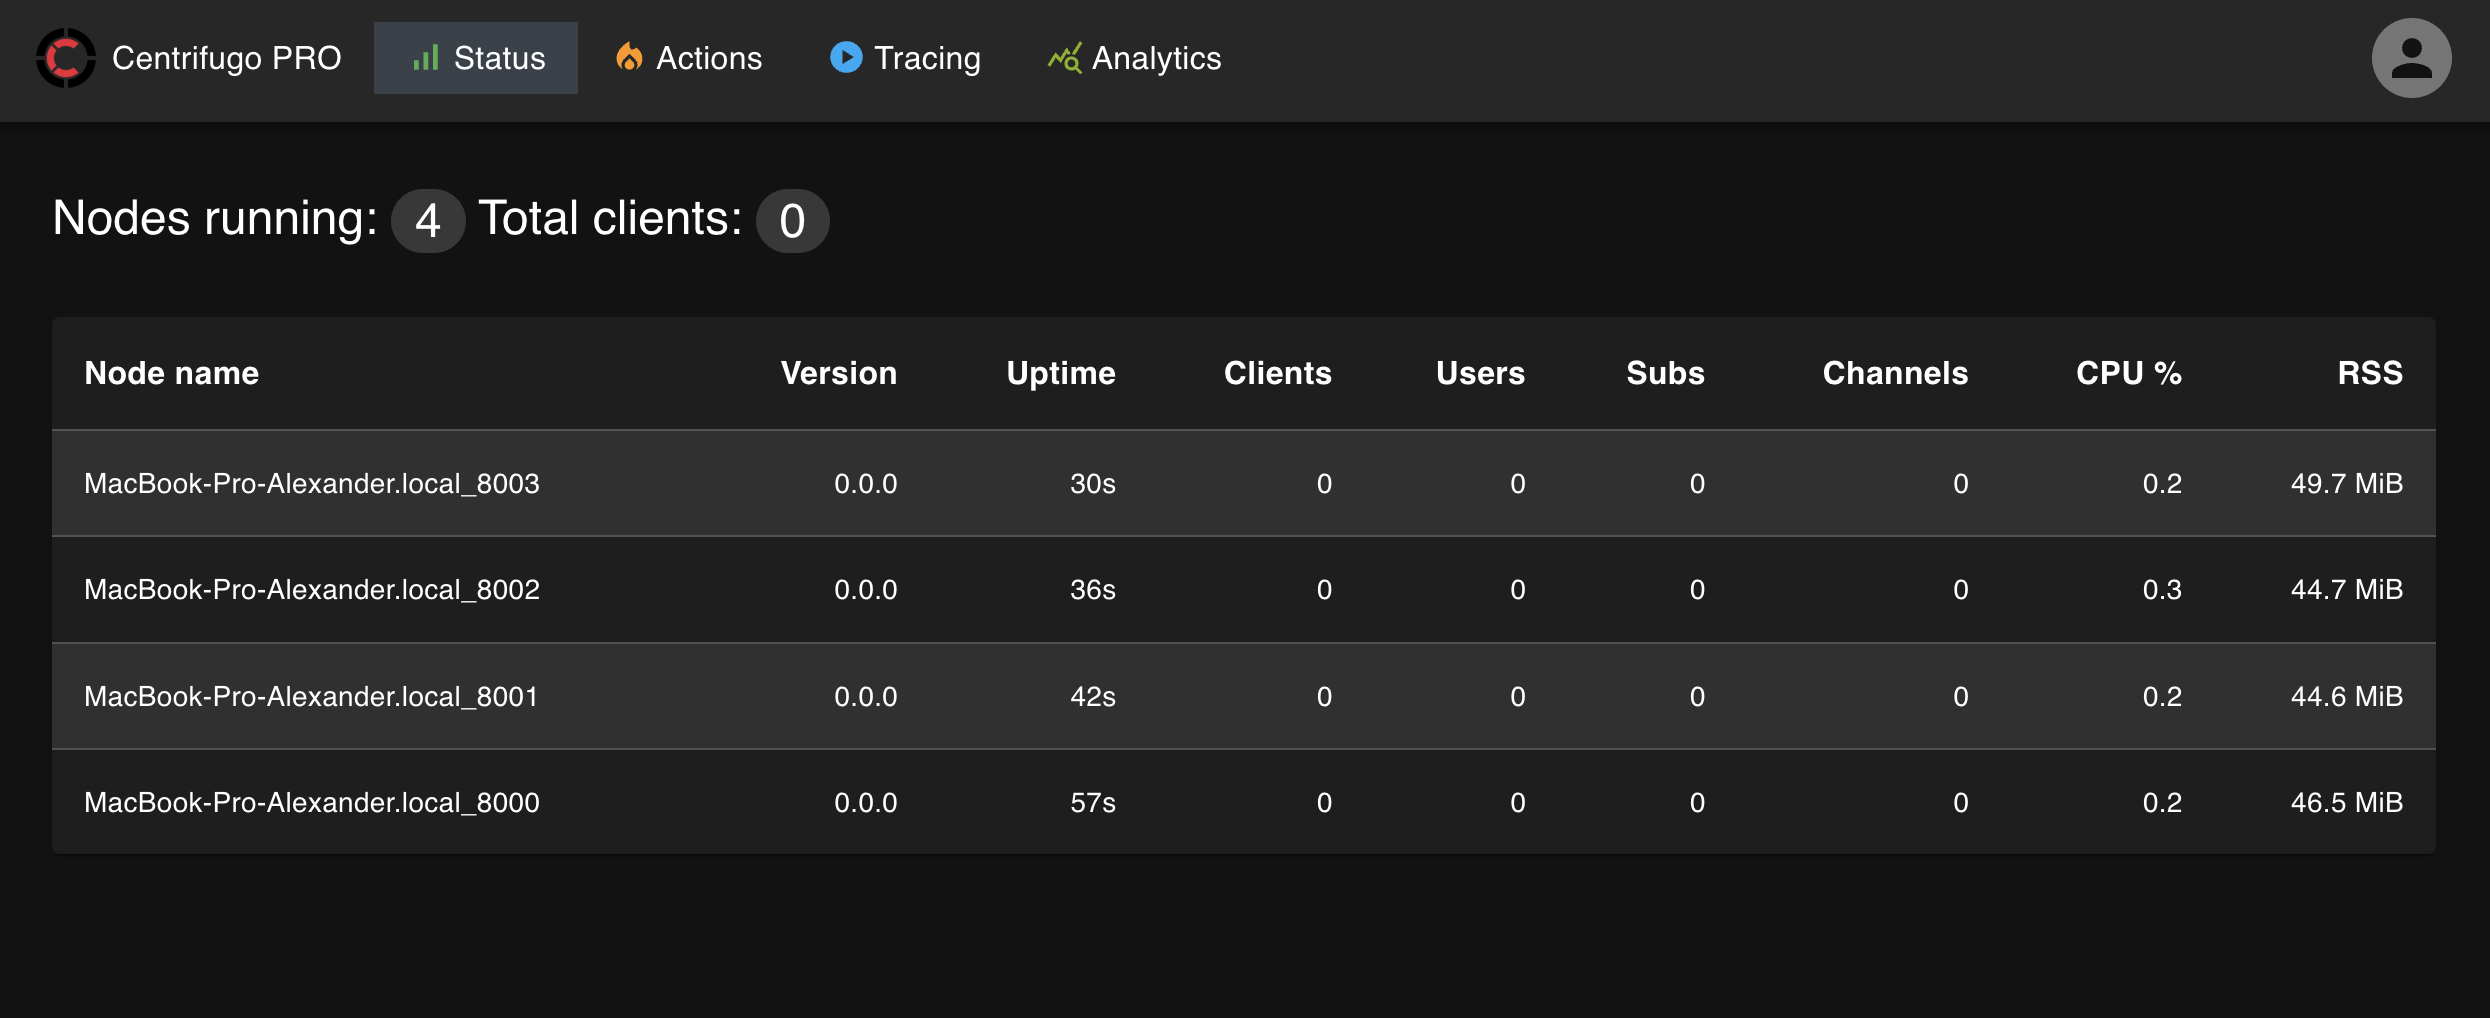 Centrifugo PRO Status Actions Tracing Analytics
Nodes running: 4 Total clients: 0
Node name Version Uptime Clients Users Subs Channels CPU % RSS
MacBook-Pro-Alexander.local_8003 0.0.0 30s 0 0 0 0 0.2 49.7 MiB
MacBook-Pro-Alexander.local_8002 0.0.0 36s 0 0 0 0 0.3 44.7 MiB
MacBook-Pro-Alexander.local_8001 0.0.0 42s 0 0 0 0 0.2 44.6 MiB
MacBook-Pro-Alexander.local_8000 0.0.0 57s 0 0 0 0 0.2 46.5 MiB